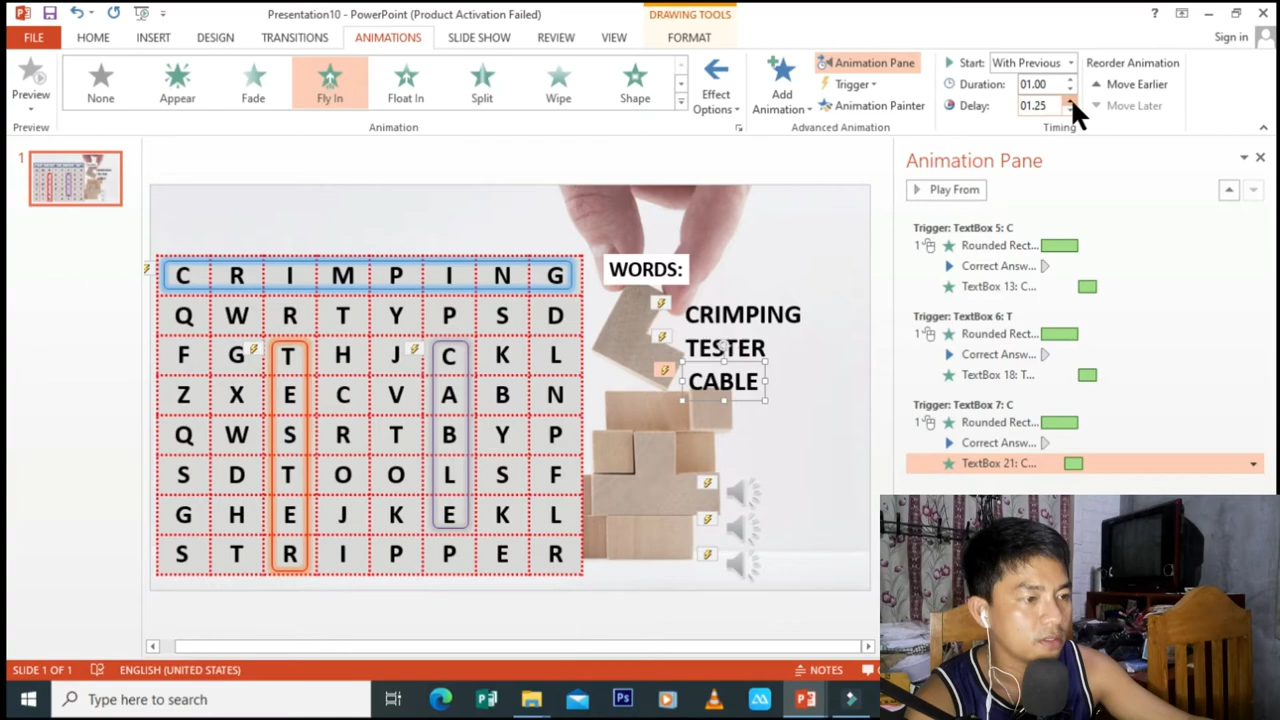 Presentation10 - PowerPoint (Product Activation Failed)
DRAWING TOOLS
FILE HOME INSERT DESIGN TRANSITIONS ANIMATIONS SLIDE SHOW REVIEW VIEW FORMAT
Sign in
Preview
None Appear Fade Fly In Float In Split Wipe Shape
Effect Options
Add Animation
Animation Pane
Trigger
Animation Painter
Start: With Previous
Duration: 01.00
Delay: 01.25
Reorder Animation
Move Earlier
Move Later
Preview Animation Advanced Animation Timing
1
Animation Pane
Play From
Trigger: TextBox 5: C
1 Rounded Rect...
Correct Answ...
TextBox 13: C...
Trigger: TextBox 6: T
1 Rounded Rect...
Correct Answ...
TextBox 18: T...
Trigger: TextBox 7: C
1 Rounded Rect...
Correct Answ...
TextBox 21: C...
C R I M P I N G
Q W R T Y P S D
F G T H J C K L
Z X E C V A B N
Q W S R T B Y P
S D T O O L S F
G H E J K E K L
S T R I P P E R
WORDS:
CRIMPING
TESTER
CABLE
SLIDE 1 OF 1 ENGLISH (UNITED STATES) NOTES
Type here to search
Ps